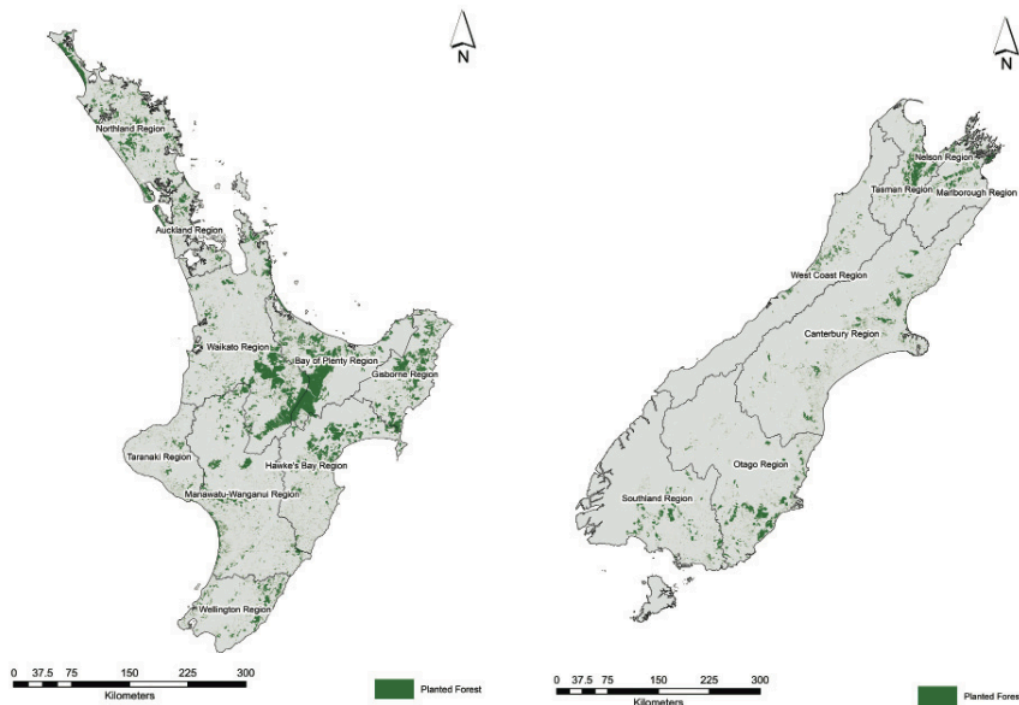 N
Northland Region
Auckland Region
Waikato Region
Bay of Plenty Region
Gisborne Region
Taranaki Region
Hawke's Bay Region
Manawatu-Wanganui Region
Wellington Region
0 37.5 75 150 225 300
Kilometers
Planted Forest
N
Nelson Region
Tasman Region
Marlborough Region
West Coast Region
Canterbury Region
Otago Region
Southland Region
0 37.5 75 150 225 300
Kilometers
Planted Fores